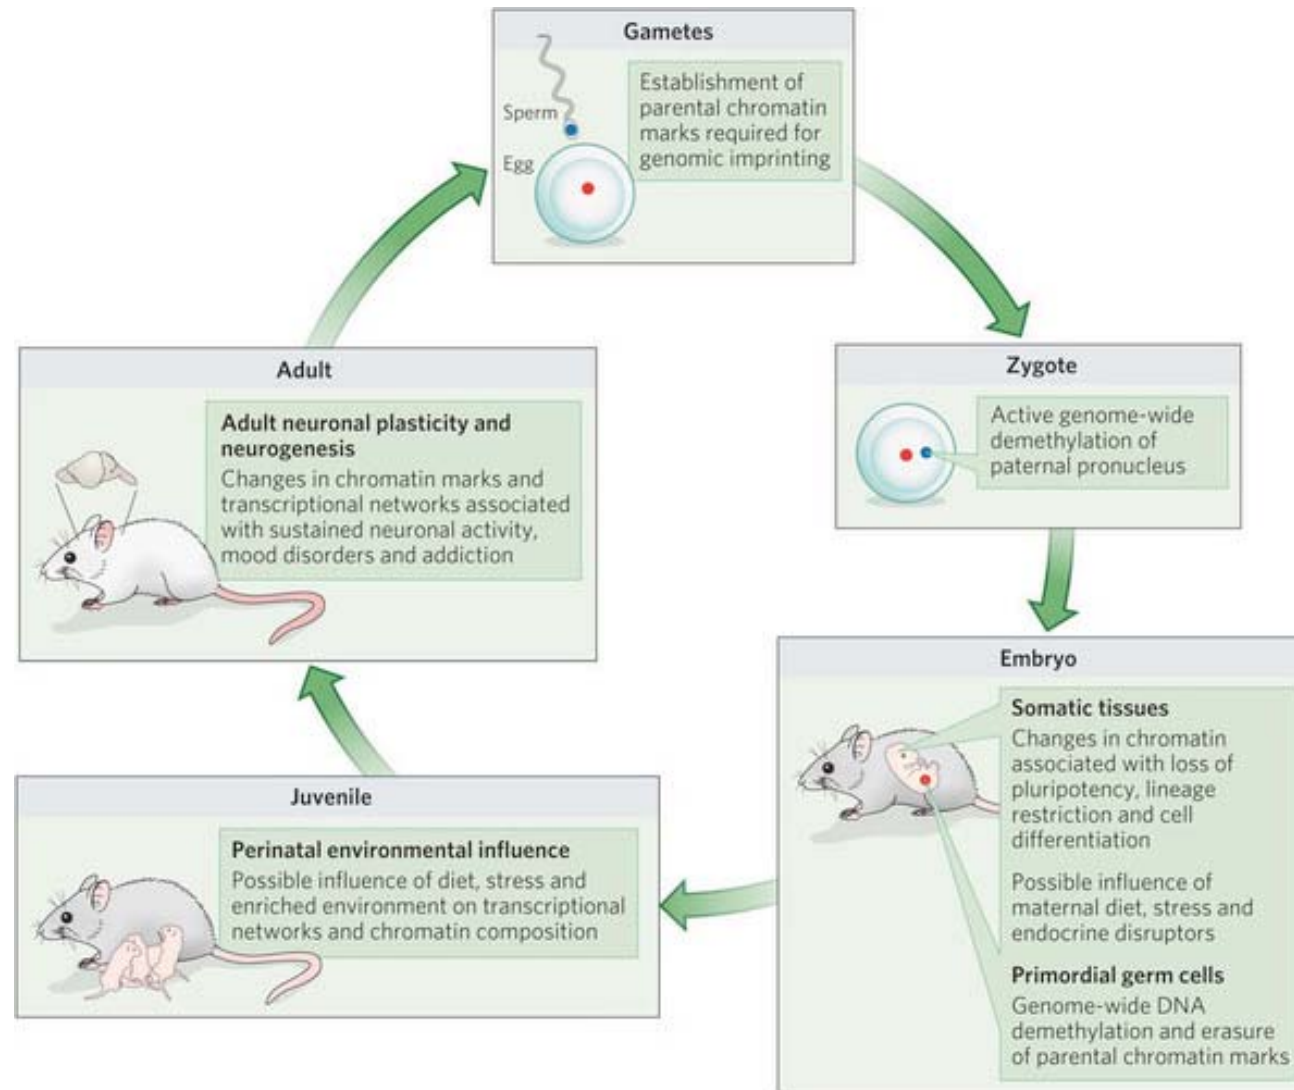 Gametes
Sperm
Egg
Establishment of
parental chromatin
marks required for
genomic imprinting
Zygote
Active genome-wide
demethylation of
paternal pronucleus
Embryo
Somatic tissues
Changes in chromatin
associated with loss of
pluripotency, lineage
restriction and cell
differentiation
Possible influence of
maternal diet, stress and
endocrine disruptors
Primordial germ cells
Genome-wide DNA
demethylation and erasure
of parental chromatin marks
Juvenile
Perinatal environmental influence
Possible influence of diet, stress and
enriched environment on transcriptional
networks and chromatin composition
Adult
Adult neuronal plasticity and
neurogenesis
Changes in chromatin marks and
transcriptional networks associated
with sustained neuronal activity,
mood disorders and addiction